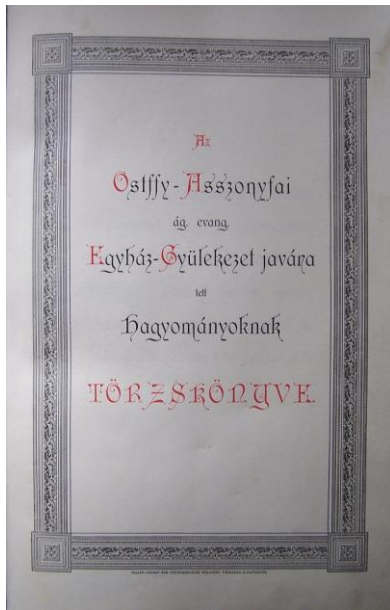 Az
Ostffy-Asszonyfai
ág. evang.
Egyház-Gyülekezet javára
tett
Hagyományoknak
TÖRZSKÖNYVE.